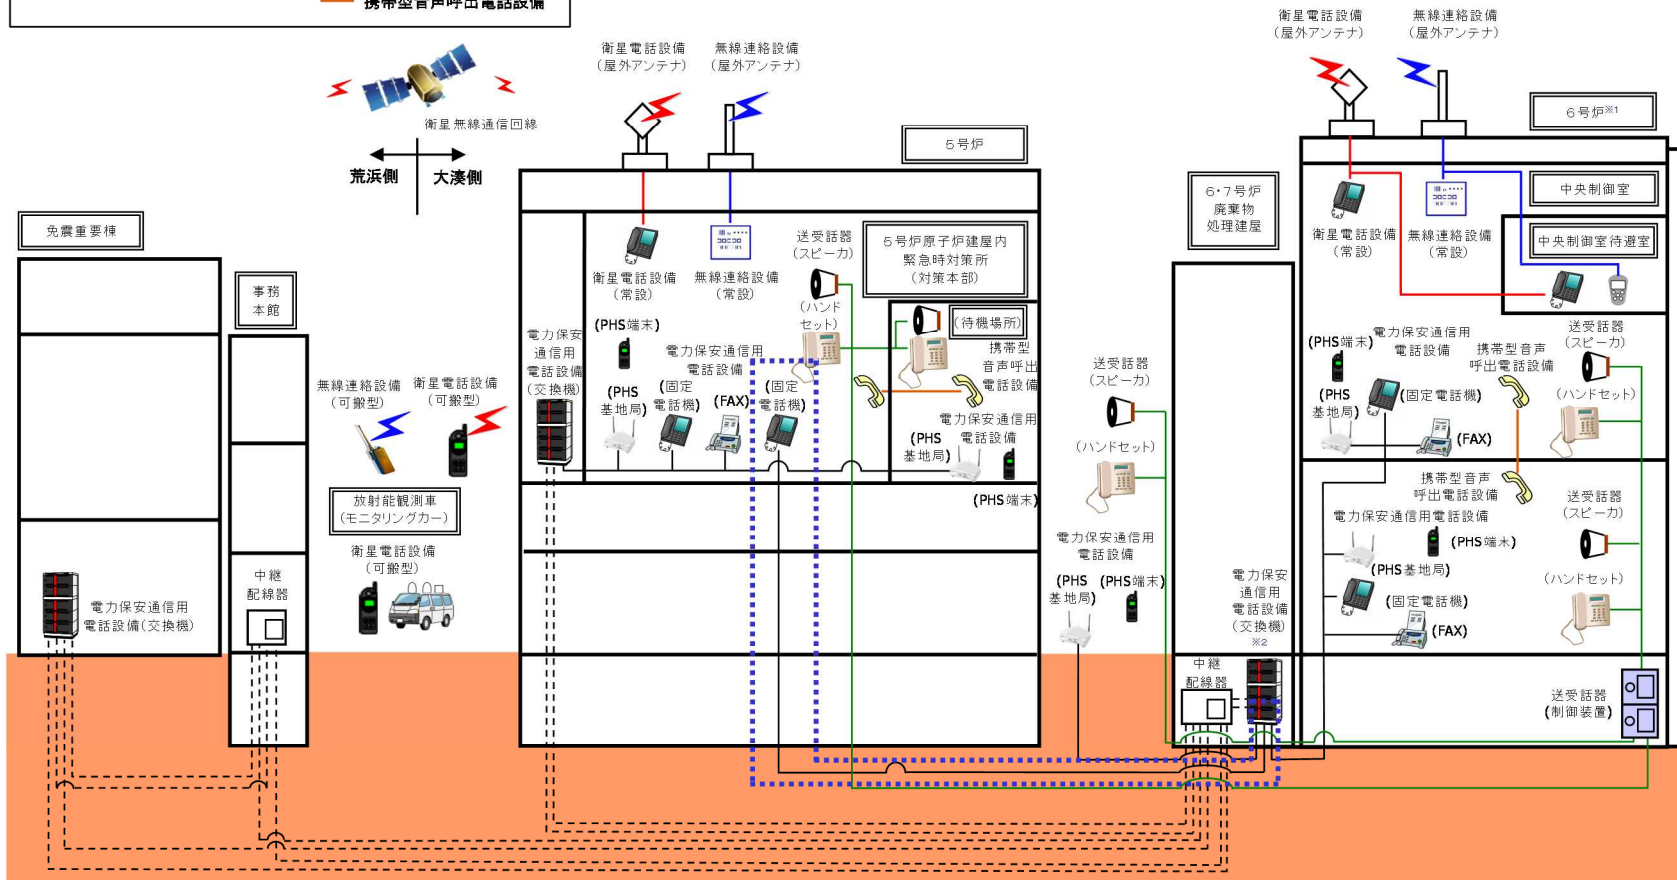 携帯型音声呼出電話設備
衛星無線通信回線
荒浜側
大湊側
免震重要棟
電力保安通信用
電話設備(交換機)
事務
本館
中継
配線器
無線連絡設備
(可搬型)
衛星電話設備
(可搬型)
放射能観測車
(モニタリングカー)
衛星電話設備
(可搬型)
衛星電話設備
(屋外アンテナ)
無線連絡設備
(屋外アンテナ)
5号炉
衛星電話設備
(常設)
無線連絡設備
(常設)
送受話器
(スピーカ)
5号炉原子炉建屋内
緊急時対策所
(対策本部)
(ハンド
セット)
(待機場所)
電力保安
通信用
電話設備
(交換機)
(PHS端末)
電力保安通信用
電話設備
(PHS
基地局)
(固定
電話機)
(FAX)
(固定
電話機)
携帯型
音声呼出
電話設備
電力保安通信用
電話設備
(PHS
基地局)
(PHS端末)
送受話器
(スピーカ)
(ハンドセット)
電力保安通信用
電話設備
(PHS
基地局)
(PHS端末)
6・7号炉
廃棄物
処理建屋
電力保安
通信用
電話設備
(交換機)
※2
中継
配線器
衛星電話設備
(屋外アンテナ)
無線連絡設備
(屋外アンテナ)
6号炉※1
中央制御室
中央制御室待避室
衛星電話設備
(常設)
無線連絡設備
(常設)
(PHS端末)
電力保安通信用
電話設備
(PHS
基地局)
(固定電話機)
(FAX)
携帯型音声
呼出電話設備
送受話器
(スピーカ)
(ハンドセット)
携帯型音声
呼出電話設備
電力保安通信用電話設備
(PHS端末)
(PHS基地局)
(固定電話機)
(FAX)
送受話器
(スピーカ)
(ハンドセット)
送受話器
(制御装置)